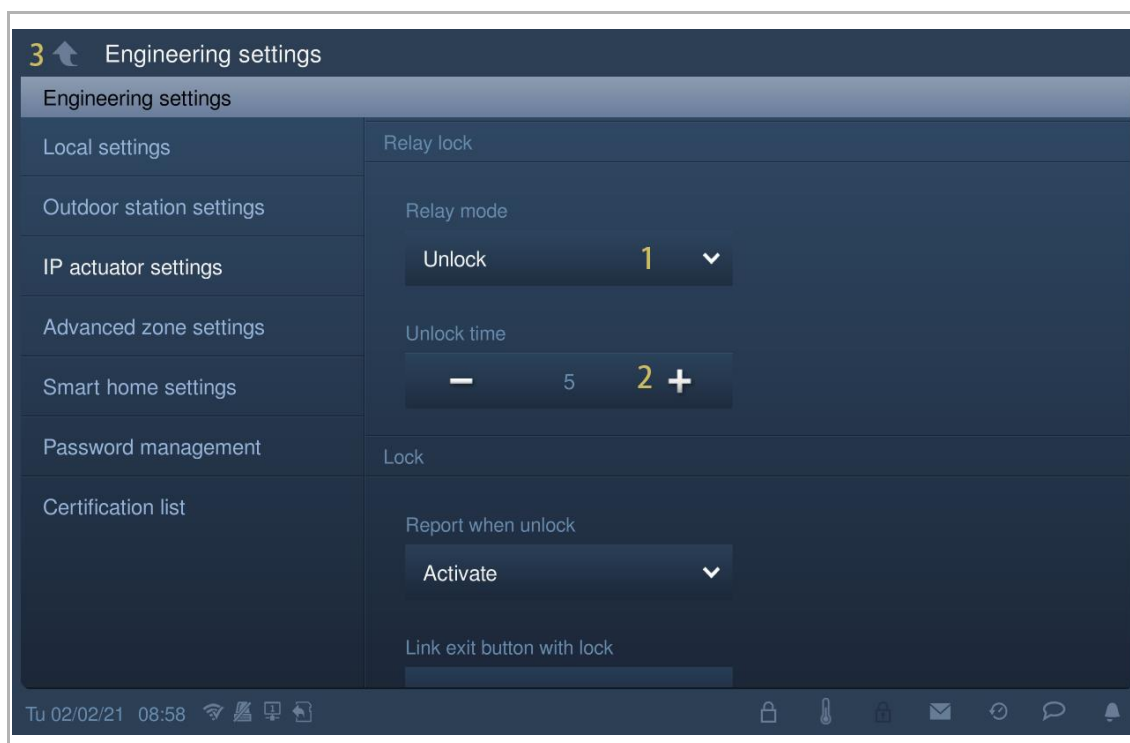 3 Engineering settings
Engineering settings
Local settings
Outdoor station settings
IP actuator settings
Advanced zone settings
Smart home settings
Password management
Certification list
Relay lock
Relay mode
Unlock 1
Unlock time
5 2
Lock
Report when unlock
Activate
Link exit button with lock
Tu 02/02/21 08:58